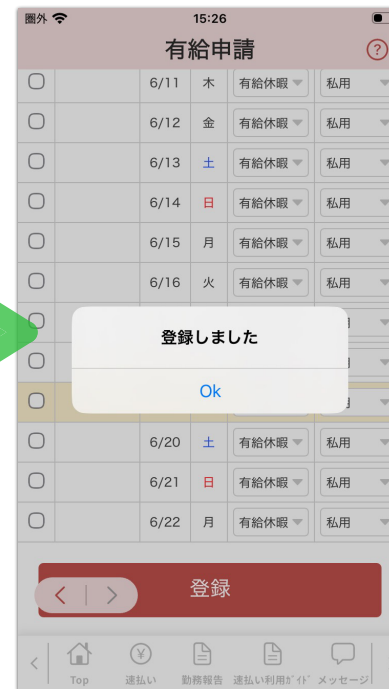 圏外 15:26
有給申請 ?
6/11 木 有給休暇 私用
6/12 金 有給休暇 私用
6/13 土 有給休暇 私用
6/14 日 有給休暇 私用
6/15 月 有給休暇 私用
6/16 火 有給休暇 私用
登録しました
Ok
6/20 土 有給休暇 私用
6/21 日 有給休暇 私用
6/22 月 有給休暇 私用
登録
Top 速払い 勤務報告 速払い利用ガイド メッセージ